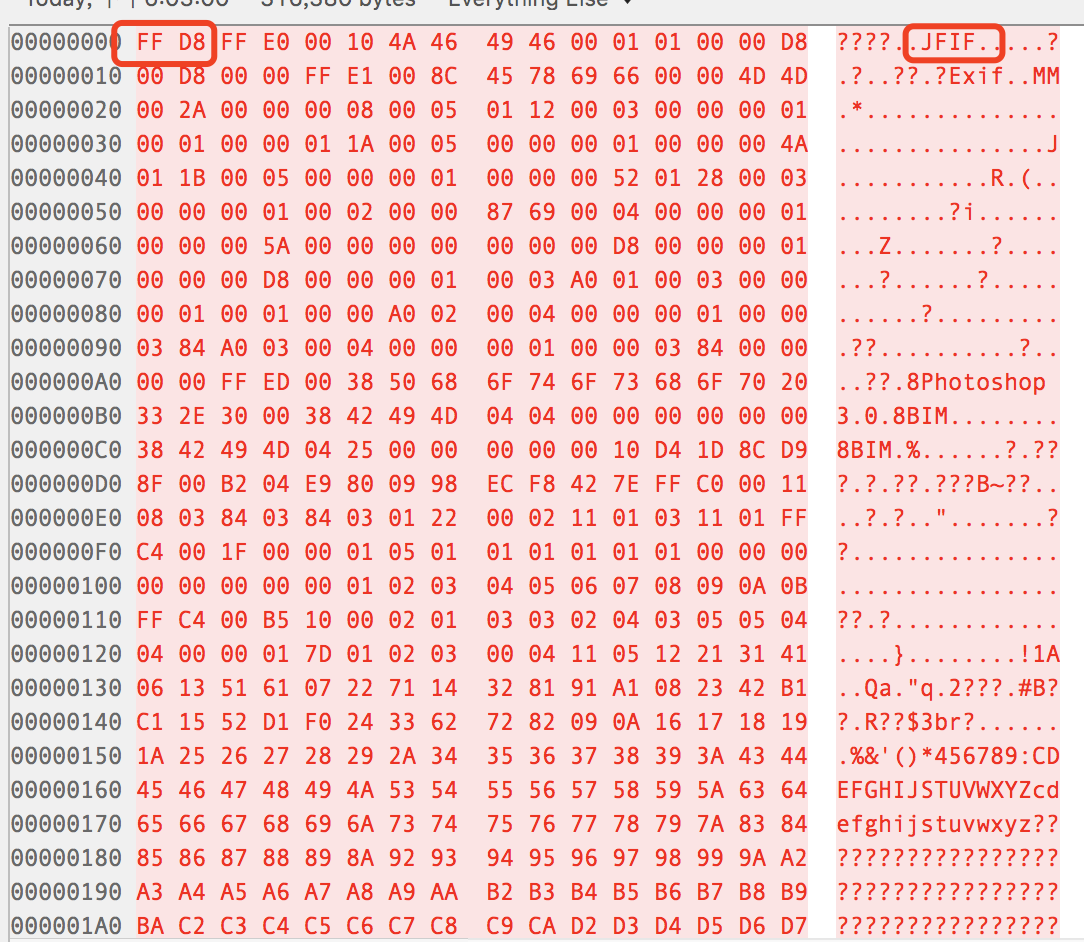 Today, 6:03:00 316,380 bytes Everything Else
00000000 FF D8 FF E0 00 10 4A 46 49 46 00 01 01 00 00 D8 ????..JFIF.....?
00000010 00 D8 00 00 FF E1 00 8C 45 78 69 66 00 00 4D 4D .?..??.?Exif..MM
00000020 00 2A 00 00 00 08 00 05 01 12 00 03 00 00 00 01 .*..............
00000030 00 01 00 00 01 1A 00 05 00 00 00 01 00 00 00 4A ...............J
00000040 01 1B 00 05 00 00 00 01 00 00 00 52 01 28 00 03 ...........R.(..
00000050 00 00 00 01 00 02 00 00 87 69 00 04 00 00 00 01 ........?i......
00000060 00 00 00 5A 00 00 00 00 00 00 00 D8 00 00 00 01 ...Z.......?....
00000070 00 00 00 D8 00 00 00 01 00 03 A0 01 00 03 00 00 ...?......?.....
00000080 00 01 00 01 00 00 A0 02 00 04 00 00 00 01 00 00 ......?.........
00000090 03 84 A0 03 00 04 00 00 00 01 00 00 03 84 00 00 .??..........?..
000000A0 00 00 FF ED 00 38 50 68 6F 74 6F 73 68 6F 70 20 ..??.8Photoshop
000000B0 33 2E 30 00 38 42 49 4D 04 04 00 00 00 00 00 00 3.0.8BIM........
000000C0 38 42 49 4D 04 25 00 00 00 00 00 10 D4 1D 8C D9 8BIM.%......?.??
000000D0 8F 00 B2 04 E9 80 09 98 EC F8 42 7E FF C0 00 11 ?.?.??.???B~??..
000000E0 08 03 84 03 84 03 01 22 00 02 11 01 03 11 01 FF ..?.?..".......?
000000F0 C4 00 1F 00 00 01 05 01 01 01 01 01 01 00 00 00 ?...............
00000100 00 00 00 00 00 01 02 03 04 05 06 07 08 09 0A 0B ................
00000110 FF C4 00 B5 10 00 02 01 03 03 02 04 03 05 05 04 ??.?............
00000120 04 00 00 01 7D 01 02 03 00 04 11 05 12 21 31 41 ....}........!1A
00000130 06 13 51 61 07 22 71 14 32 81 91 A1 08 23 42 B1 ..Qa."q.2???.#B?
00000140 C1 15 52 D1 F0 24 33 62 72 82 09 0A 16 17 18 19 ?.R??$3br?......
00000150 1A 25 26 27 28 29 2A 34 35 36 37 38 39 3A 43 44 .%&'()*456789:CD
00000160 45 46 47 48 49 4A 53 54 55 56 57 58 59 5A 63 64 EFGHIJSTUVWXYZcd
00000170 65 66 67 68 69 6A 73 74 75 76 77 78 79 7A 83 84 efghijstuvwxyz??
00000180 85 86 87 88 89 8A 92 93 94 95 96 97 98 99 9A A2 ????????????????
00000190 A3 A4 A5 A6 A7 A8 A9 AA B2 B3 B4 B5 B6 B7 B8 B9 ????????????????
000001A0 BA C2 C3 C4 C5 C6 C7 C8 C9 CA D2 D3 D4 D5 D6 D7 ????????????????